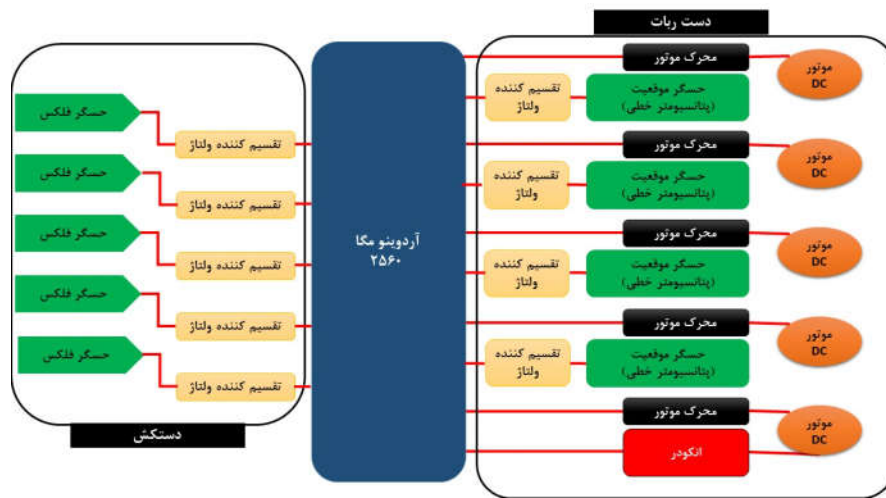 دست ربات
محرک موتور
موتور
DC
تقسیم کننده
ولتاژ
حسگر موقعیت
(پتانسیومتر خطی)
محرک موتور
موتور
DC
تقسیم کننده
ولتاژ
حسگر موقعیت
(پتانسیومتر خطی)
محرک موتور
موتور
DC
تقسیم کننده
ولتاژ
حسگر موقعیت
(پتانسیومتر خطی)
محرک موتور
موتور
DC
تقسیم کننده
ولتاژ
حسگر موقعیت
(پتانسیومتر خطی)
محرک موتور
موتور
DC
انکودر
آردوینو مگا
۲۵۶۰
حسگر فلکس
تقسیم کننده ولتاژ
حسگر فلکس
تقسیم کننده ولتاژ
حسگر فلکس
تقسیم کننده ولتاژ
حسگر فلکس
تقسیم کننده ولتاژ
حسگر فلکس
تقسیم کننده ولتاژ
دستکش